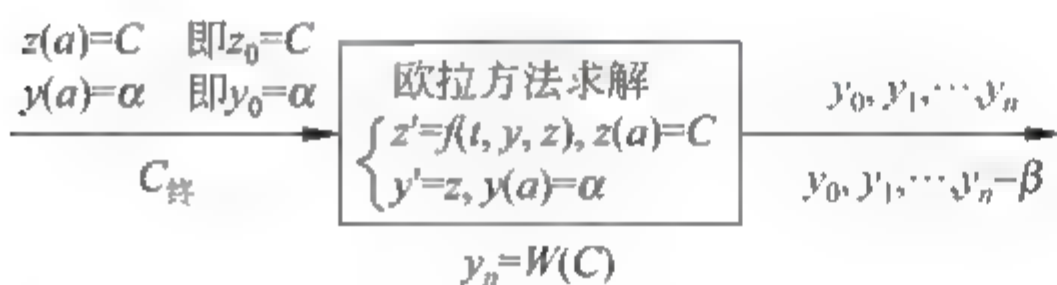 z(a)=C 即z₀=C
y(a)=α 即y₀=α
C终
欧拉方法求解
z'=f(t, y, z), z(a)=C
y'=z, y(a)=α
yₙ=W(C)
y₀, y₁,⋯yₙ
y₀, y₁,⋯,yₙ=β